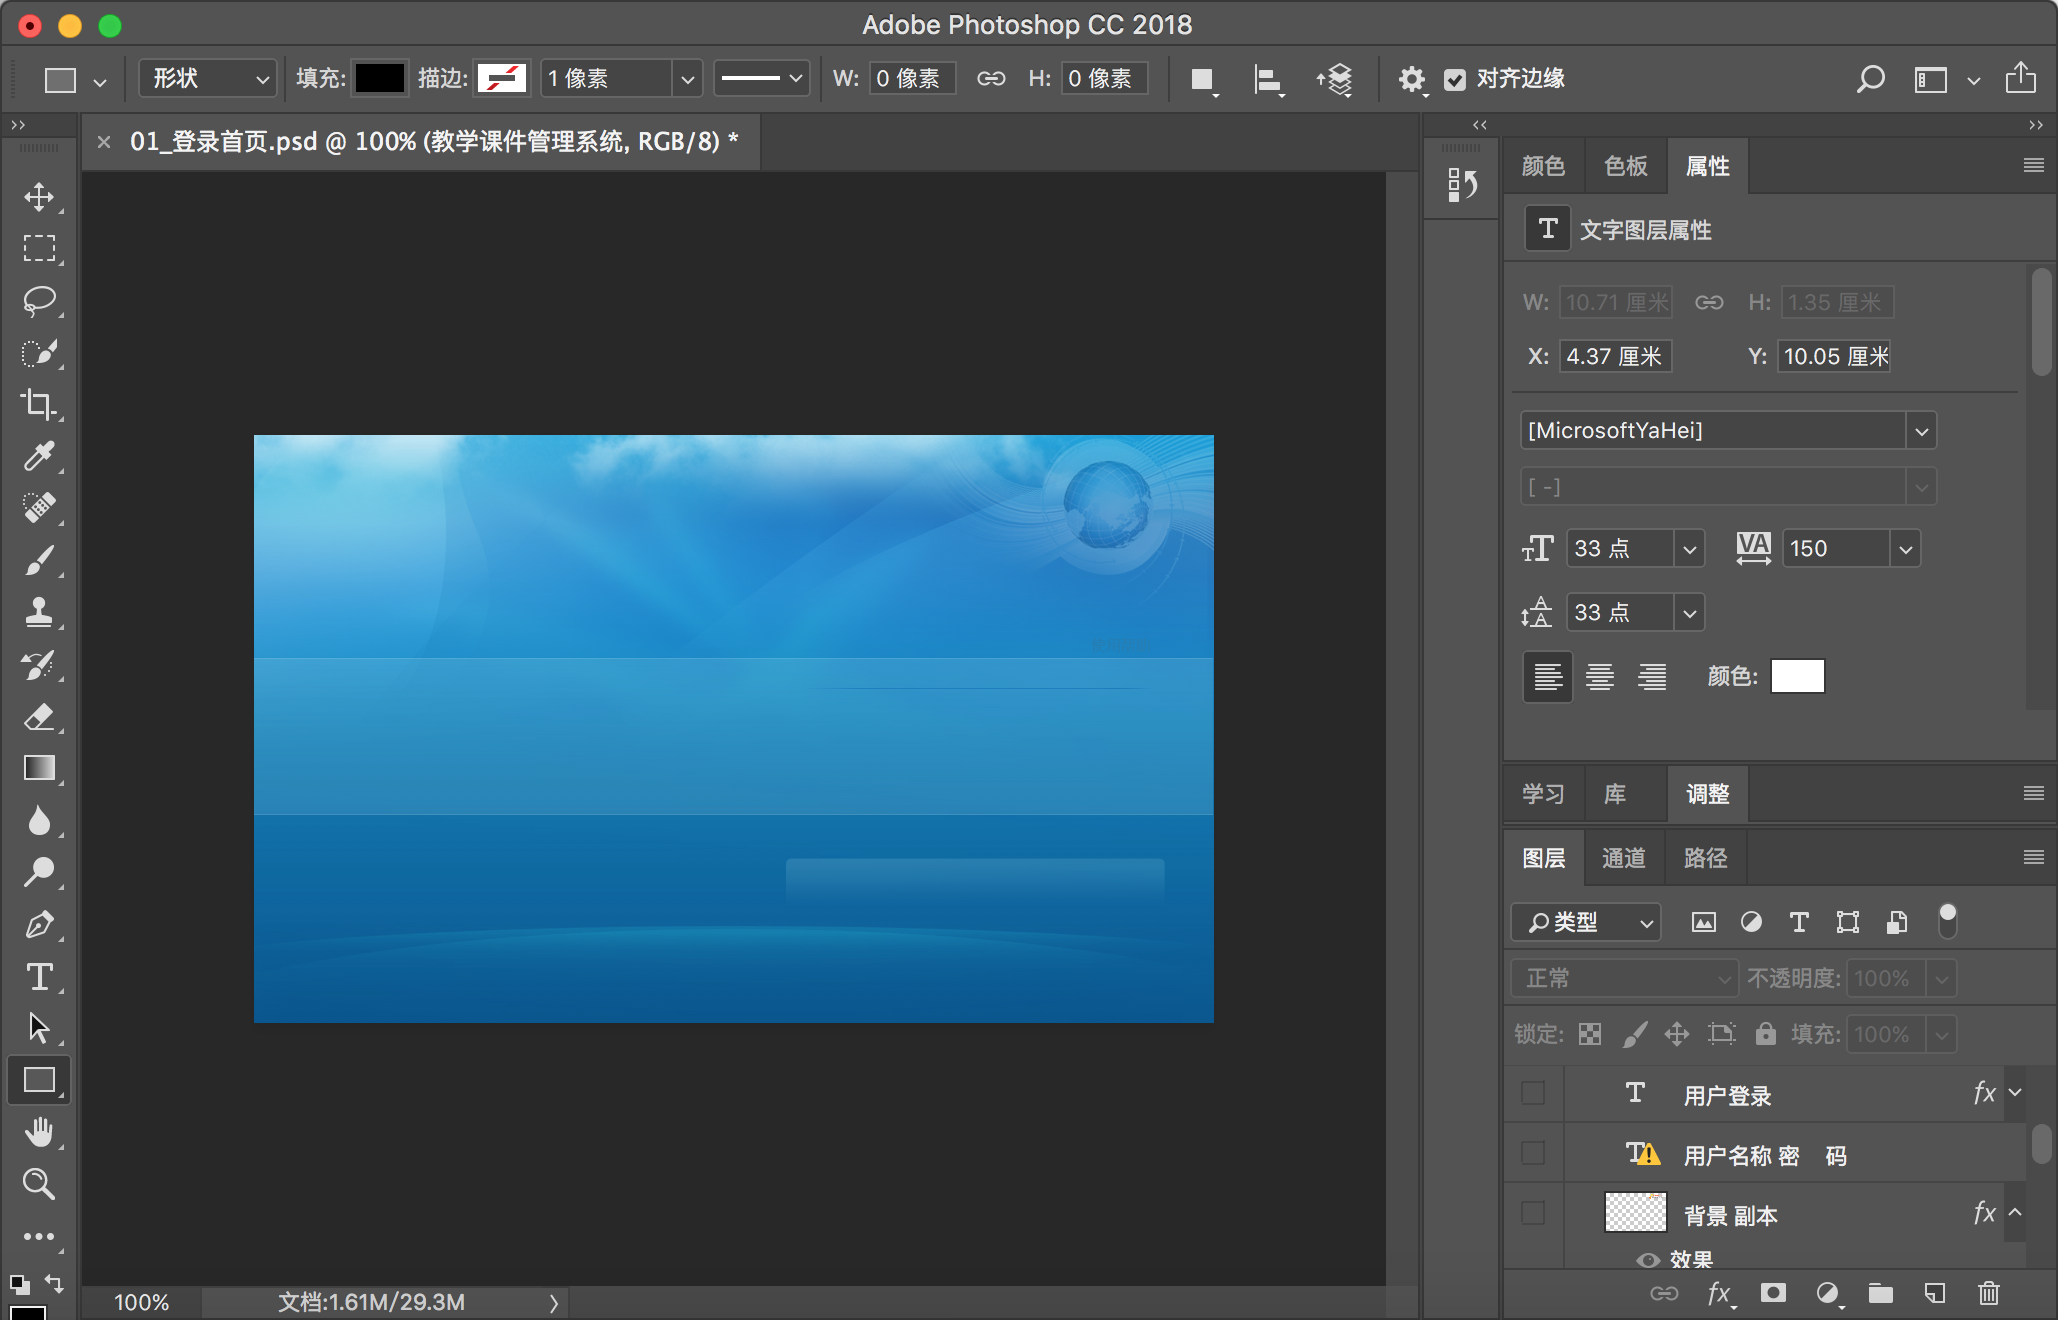 Adobe Photoshop CC 2018
形状 填充: 描边: 1 像素 W: 0 像素 H: 0 像素 对齐边缘
× 01_登录首页.psd @ 100% (教学课件管理系统, RGB/8) *
颜色 色板 属性
T 文字图层属性
W: 10.71 厘米 H: 1.35 厘米
X: 4.37 厘米 Y: 10.05 厘米
[MicrosoftYaHei]
[ -]
33 点 VA 150
33 点
颜色:
学习 库 调整
图层 通道 路径
类型
正常 不透明度: 100%
锁定: 填充: 100%
T 用户登录 fx
T 用户名称 密 码
背景 副本 fx
效果
fx
100% 文档:1.61M/29.3M